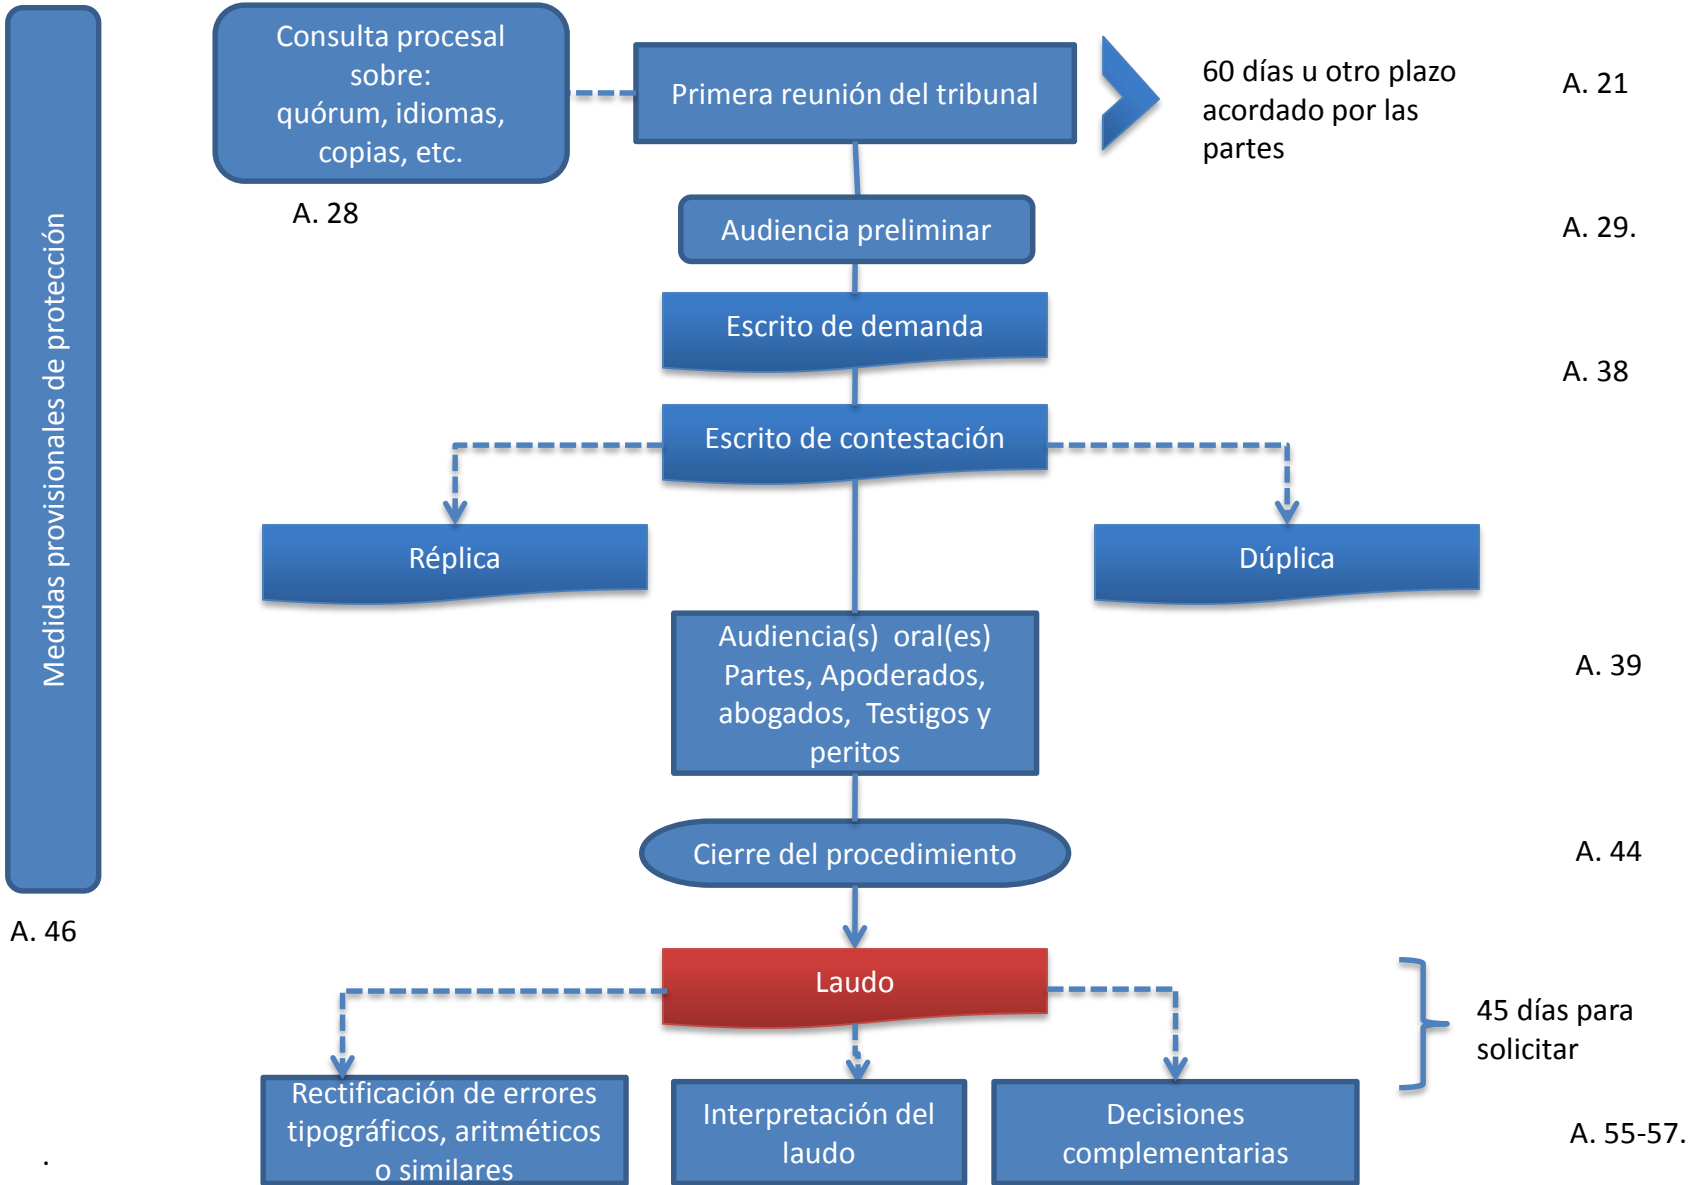 Medidas provisionales de protección
A. 46
Consulta procesal
sobre:
quórum, idiomas,
copias, etc.
A. 28
Primera reunión del tribunal
60 días u otro plazo
acordado por las
partes
A. 21
Audiencia preliminar
A. 29.
Escrito de demanda
A. 38
Escrito de contestación
Réplica
Dúplica
Audiencia(s) oral(es)
Partes, Apoderados,
abogados, Testigos y
peritos
A. 39
Cierre del procedimiento
A. 44
Laudo
45 días para
solicitar
Rectificación de errores
tipográficos, aritméticos
o similares
Interpretación del
laudo
Decisiones
complementarias
A. 55-57.
.